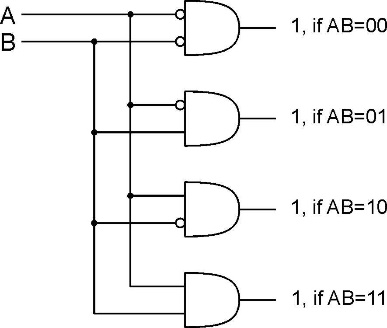 A
B
1, if AB=00
1, if AB=01
1, if AB=10
1, if AB=11